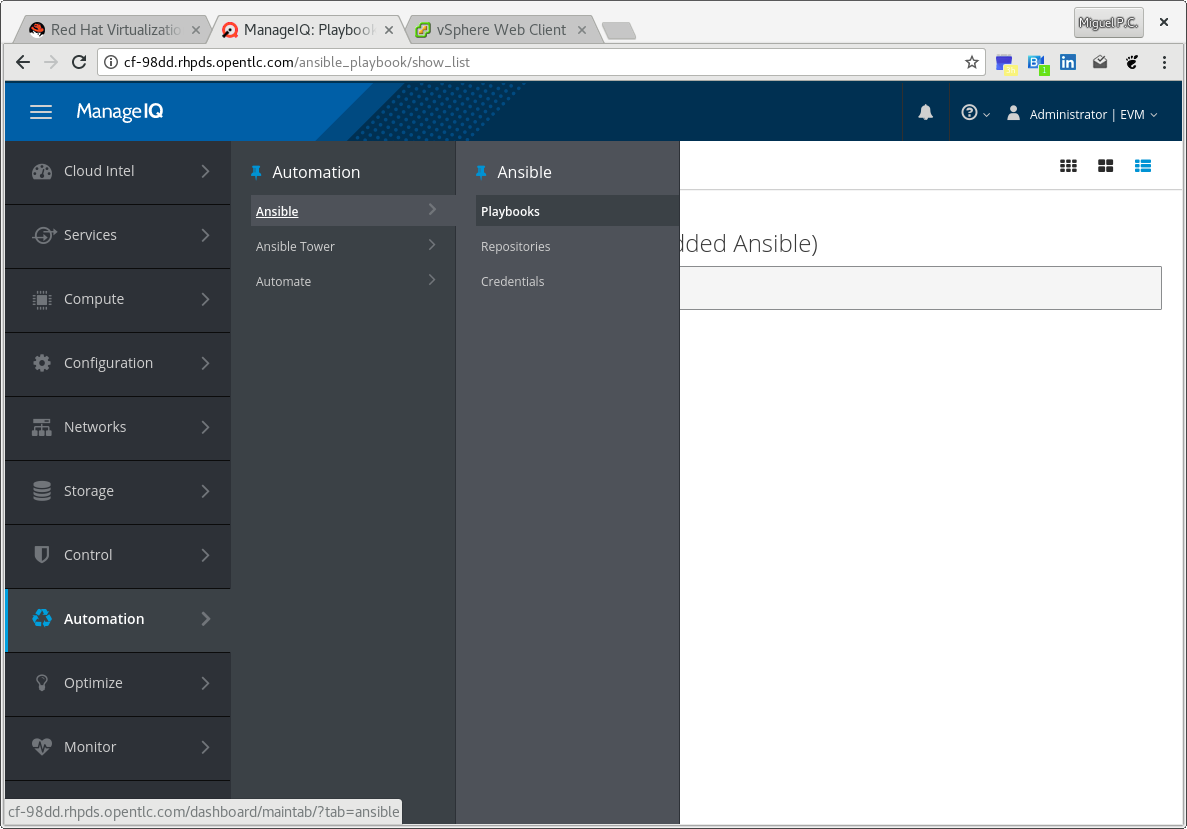 Red Hat Virtualizatio
ManageIQ: Playbook
vSphere Web Client
Miguel P.C.
cf-98dd.rhpds.opentlc.com/ansible_playbook/show_list
1
ManageIQ
Administrator | EVM
Cloud Intel
Services
Compute
Configuration
Networks
Storage
Control
Automation
Optimize
Monitor
Automation
Ansible
Ansible Tower
Automate
Ansible
Playbooks
Repositories
Credentials
dded Ansible)
cf-98dd.rhpds.opentlc.com/dashboard/maintab/?tab=ansible